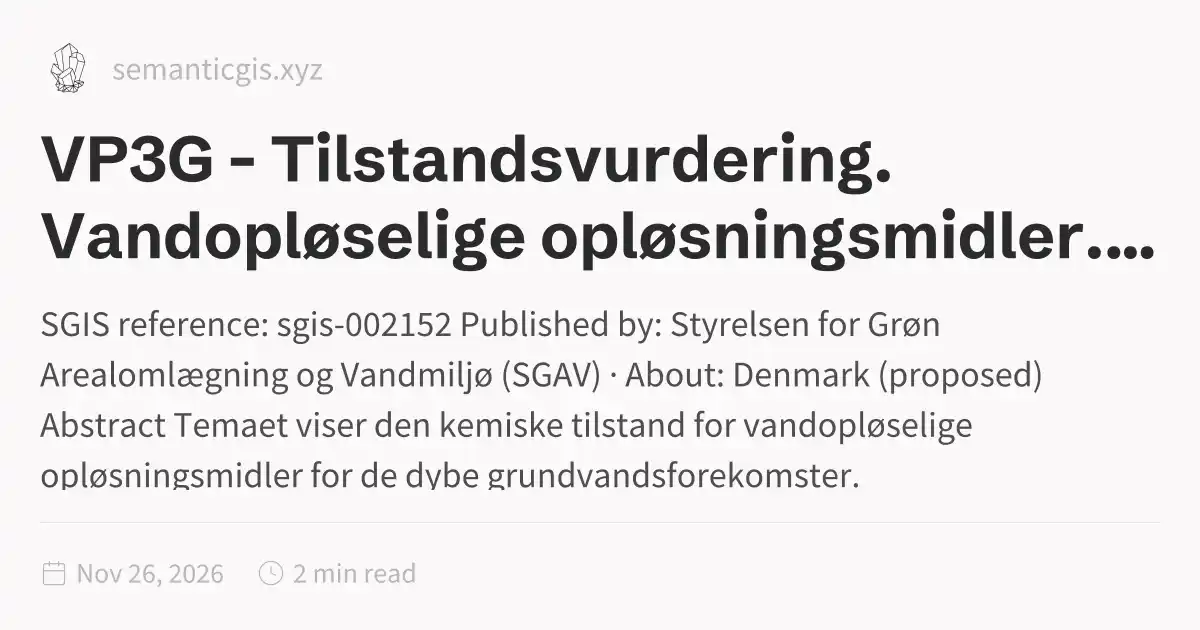 semanticgis.xyz
VP3G - Tilstandsvurdering.
Vandopløselige opløsningsmidler....
SGIS reference: sgis-002152 Published by: Styrelsen for Grøn
Arealomlægning og Vandmiljø (SGAV) · About: Denmark (proposed)
Abstract Temaet viser den kemiske tilstand for vandopløselige
opløsningsmidler for de dybe grundvandsforekomster.
Nov 26, 2026 2 min read